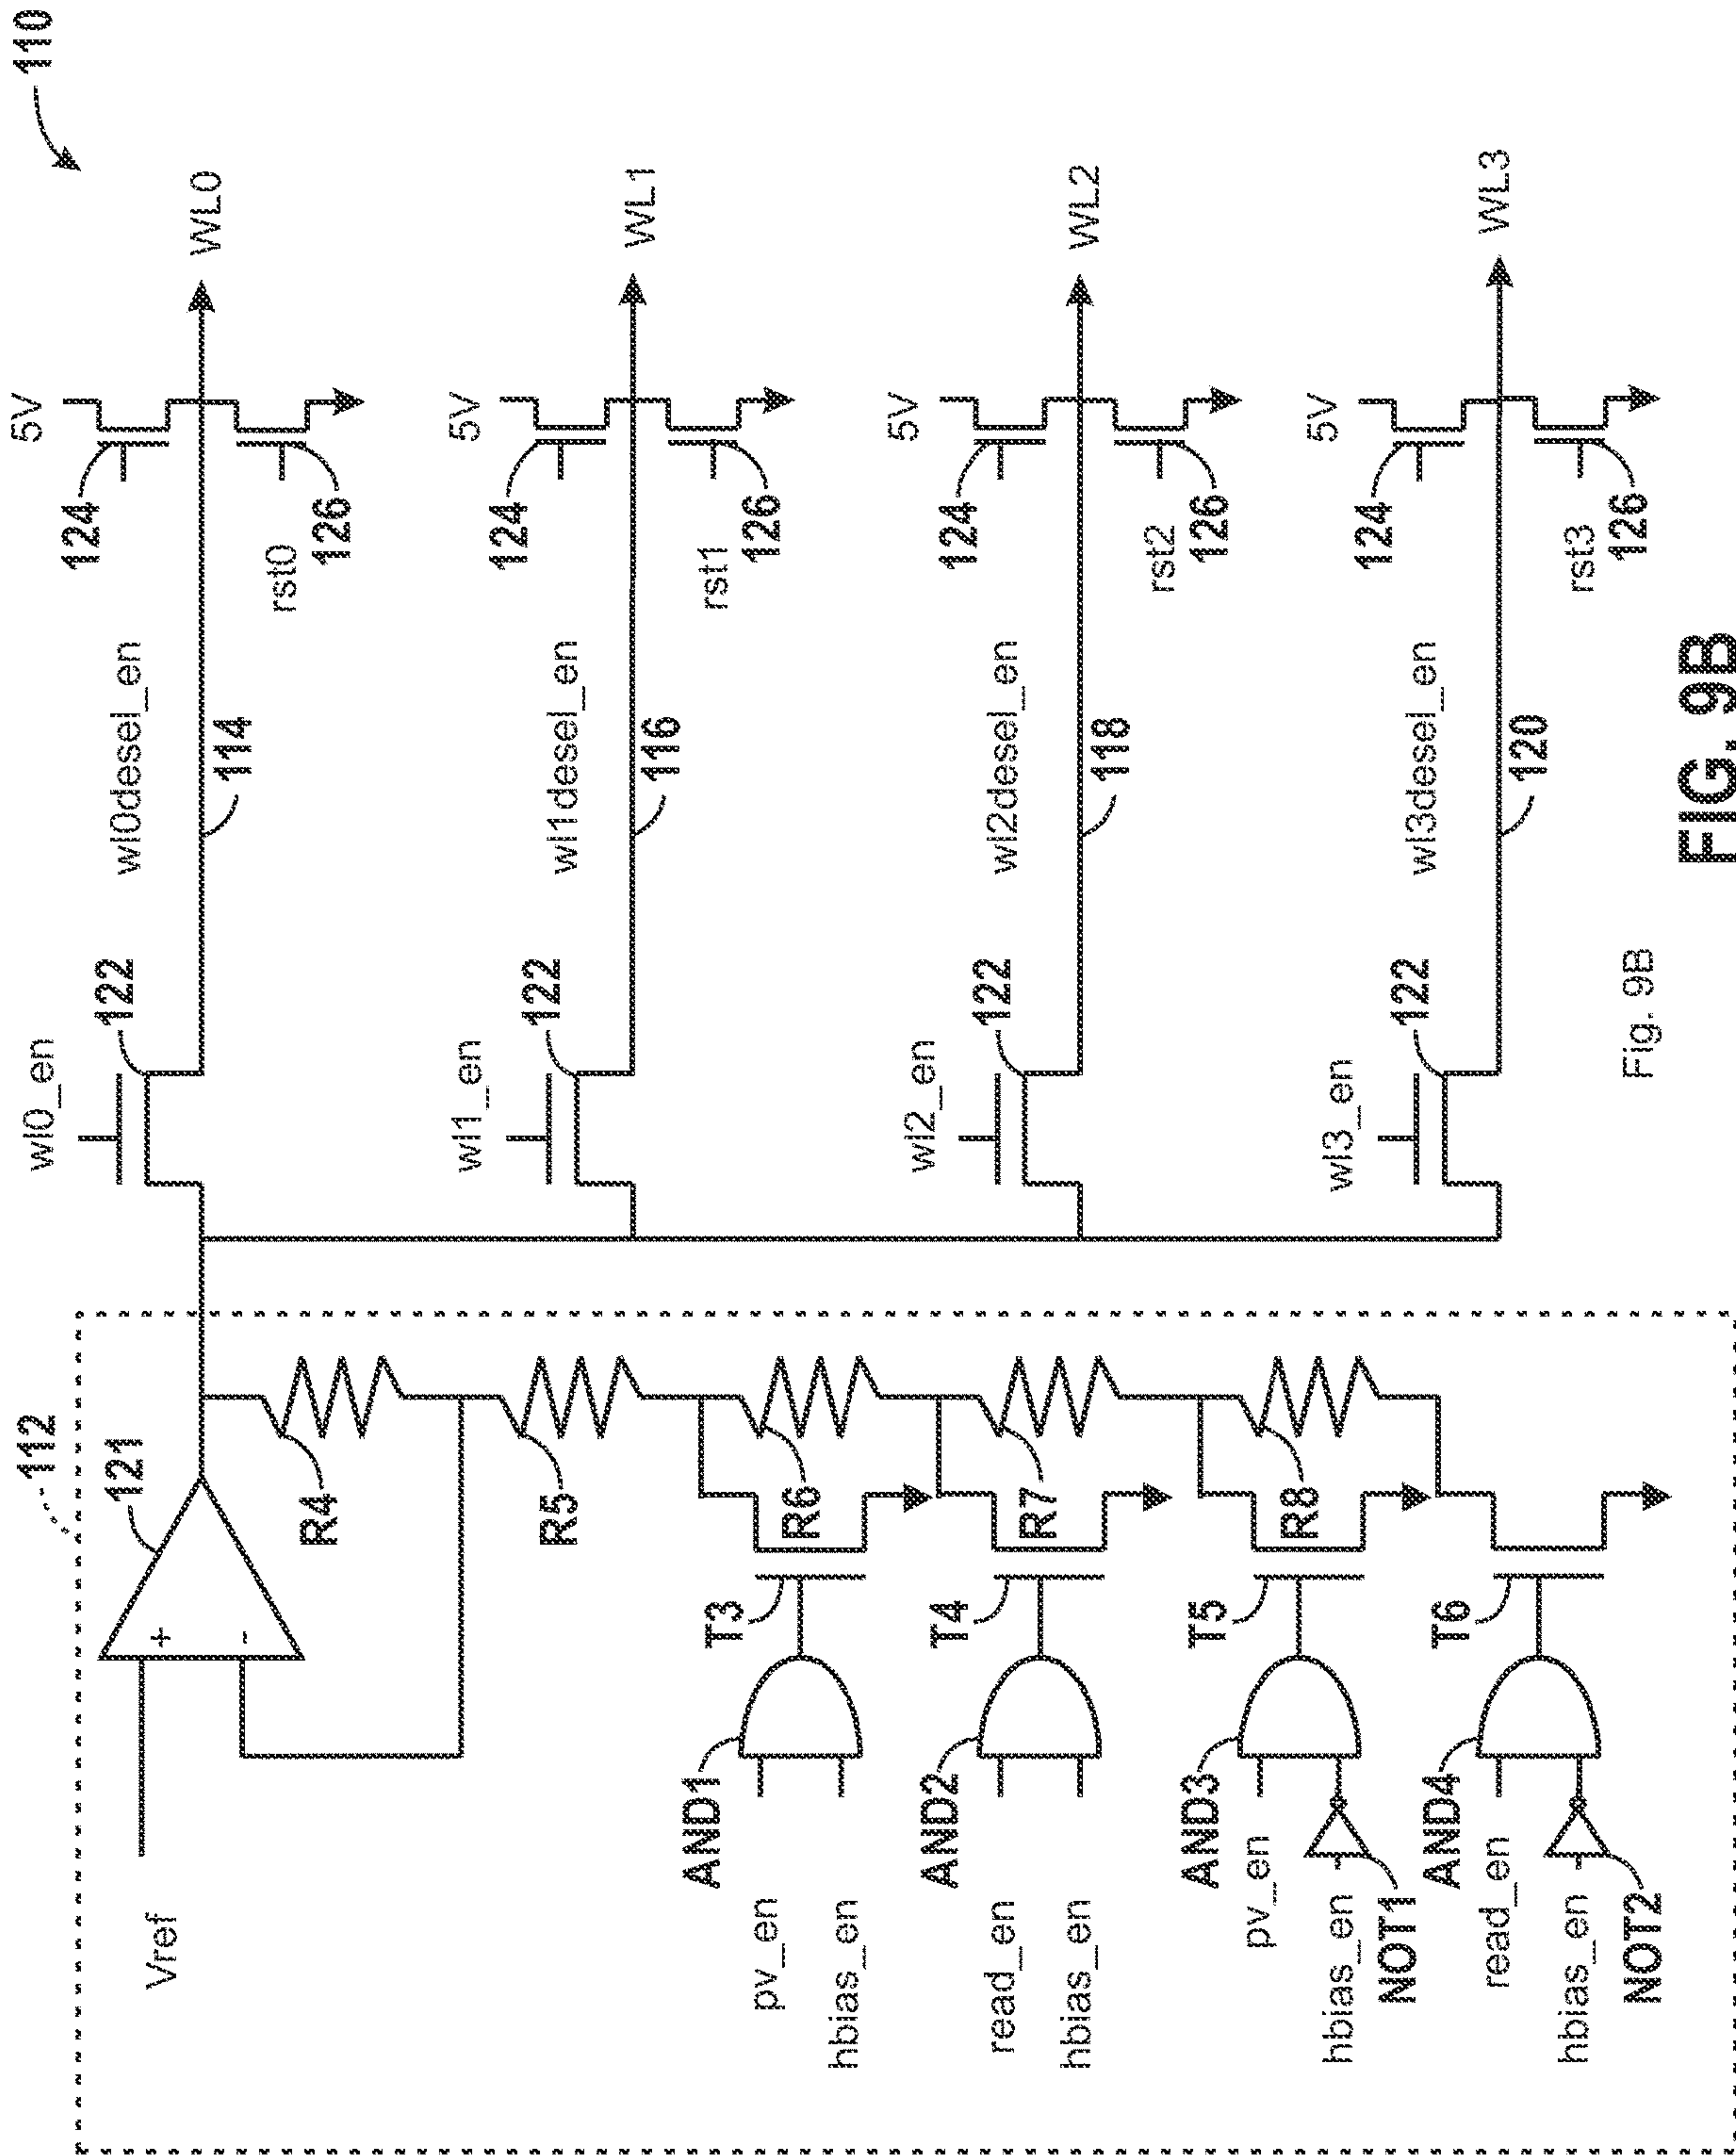 110
112
Vref
121
+
-
R4
R5
R6
R7
R8
AND1
pv_en
hbias_en
T3
AND2
read_en
hbias_en
T4
AND3
pv_en
hbias_en
NOT1
T5
AND4
read_en
hbias_en
NOT2
T6
wl0_en
122
wl0desel_en
114
5V
124
rst0
126
WL0
wl1_en
122
wl1desel_en
116
5V
124
rst1
126
WL1
wl2_en
122
wl2desel_en
118
5V
124
rst2
126
WL2
wl3_en
122
wl3desel_en
120
5V
124
rst3
126
WL3
Fig. 9B
FIG. 9B